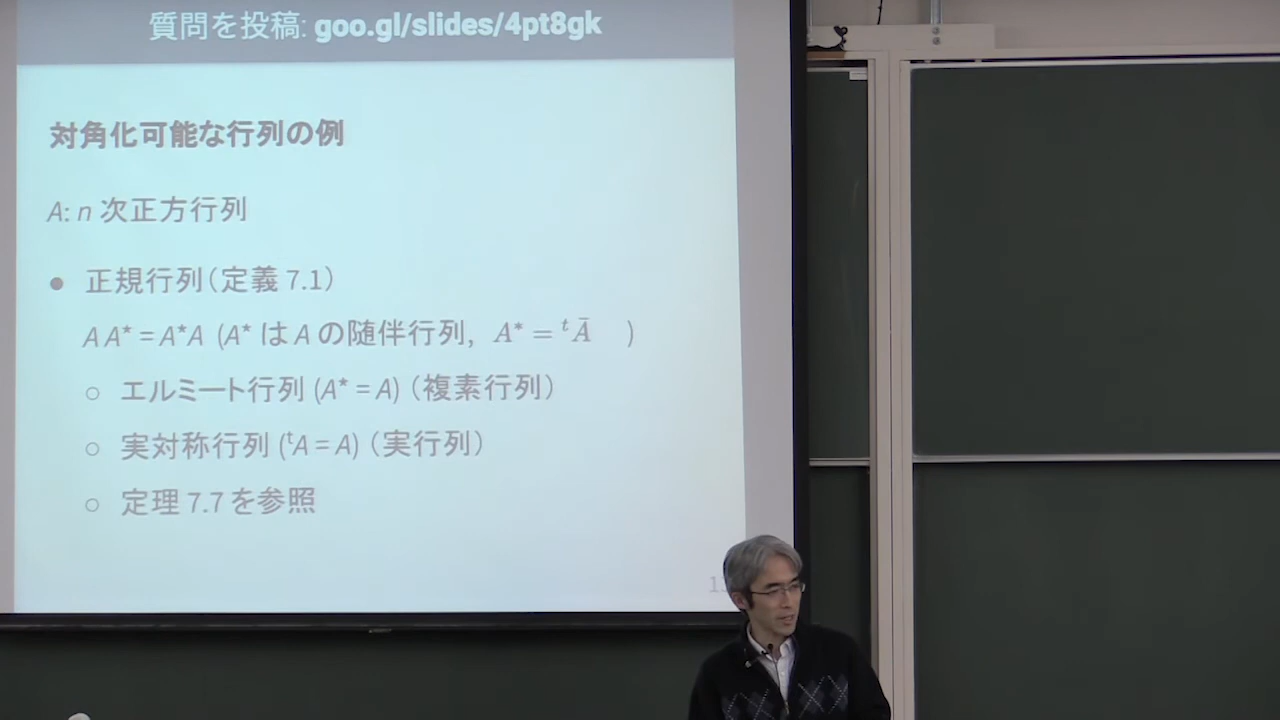 質問を投稿: goo.gl/slides/4pt8gk
対角化可能な行列の例
A: n 次正方行列
● 正規行列（定義 7.1）
A A* = A*A (A* は A の随伴行列, A* = ᵗĀ )
○ エルミート行列 (A* = A)（複素行列）
○ 実対称行列 (ᵗA = A)（実行列）
○ 定理 7.7 を参照